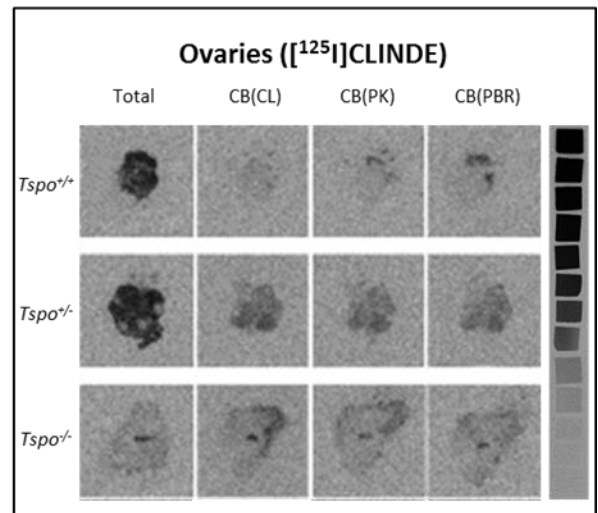 Ovaries ([¹²⁵I]CLINDE)
Total CB(CL) CB(PK) CB(PBR)
Tspo⁺/⁺
Tspo⁺/⁻
Tspo⁻/⁻